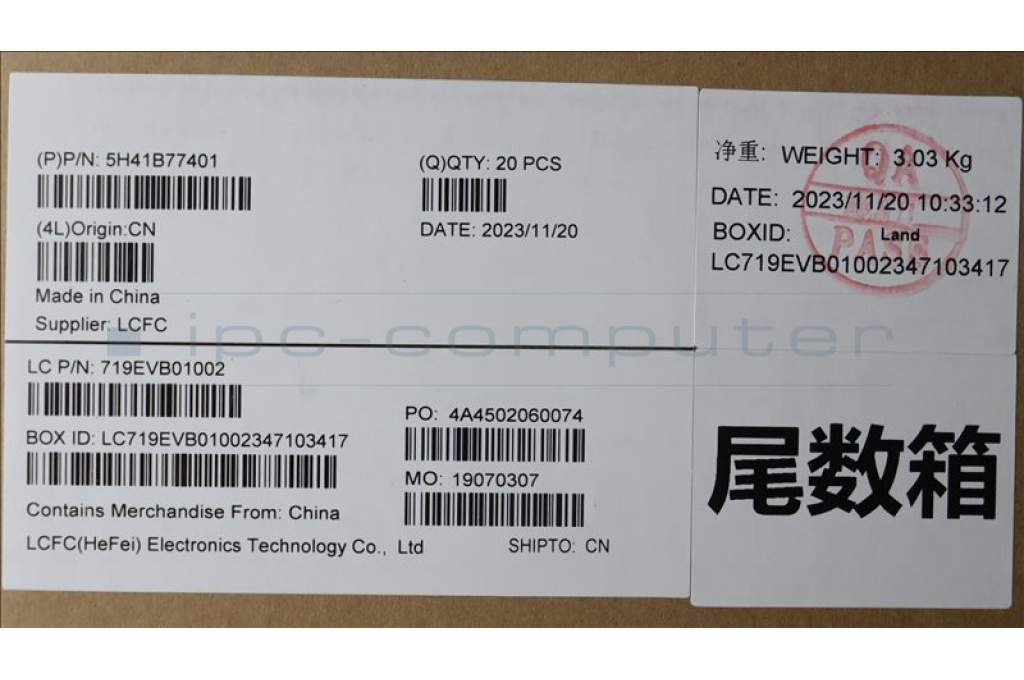 (P)P/N: 5H41B77401
(Q)QTY: 20 PCS
(4L)Origin:CN
DATE: 2023/11/20
Made in China
Supplier: LCFC
净重: WEIGHT: 3.03 Kg
DATE: 2023/11/20 10:33:12
BOXID: Land
LC719EVB01002347103417
QA
PASS
ipc-computer
LC P/N: 719EVB01002
PO: 4A4502060074
BOX ID: LC719EVB01002347103417
MO: 19070307
Contains Merchandise From: China
LCFC(HeFei) Electronics Technology Co., Ltd
SHIPTO: CN
尾数箱